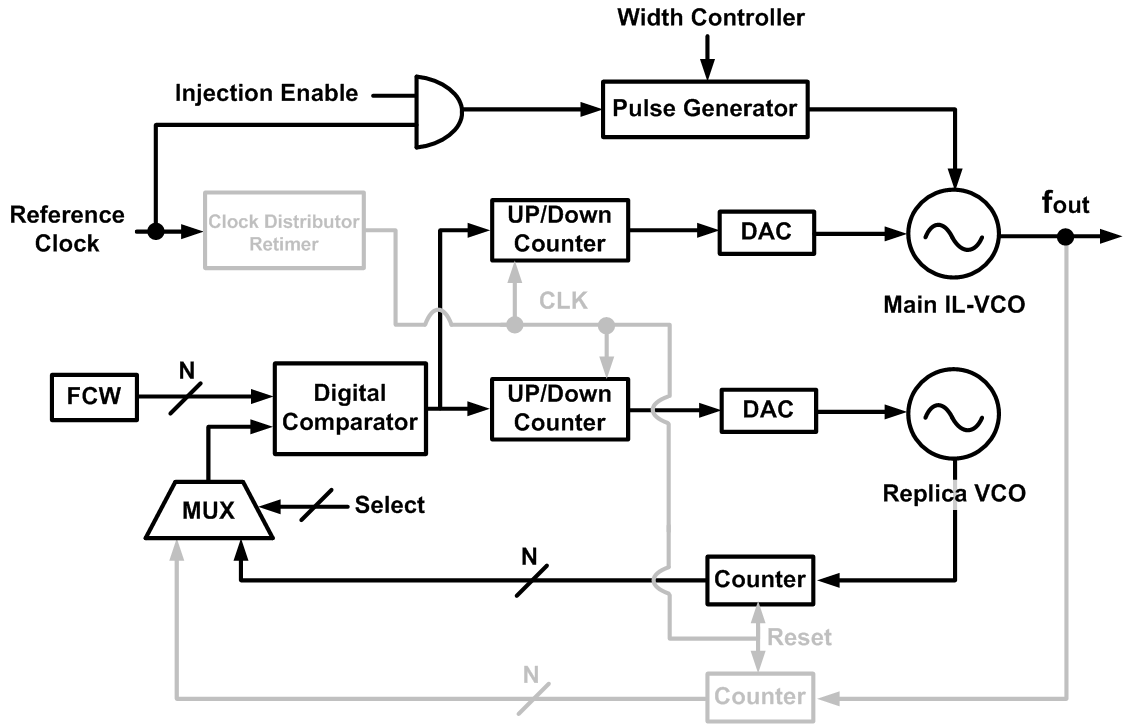 Width Controller
Injection Enable
Pulse Generator
Reference
Clock
Clock Distributor
Retimer
UP/Down
Counter
DAC
fout
Main IL-VCO
CLK
FCW
N
Digital
Comparator
UP/Down
Counter
DAC
Replica VCO
MUX
Select
N
Counter
Reset
N
Counter